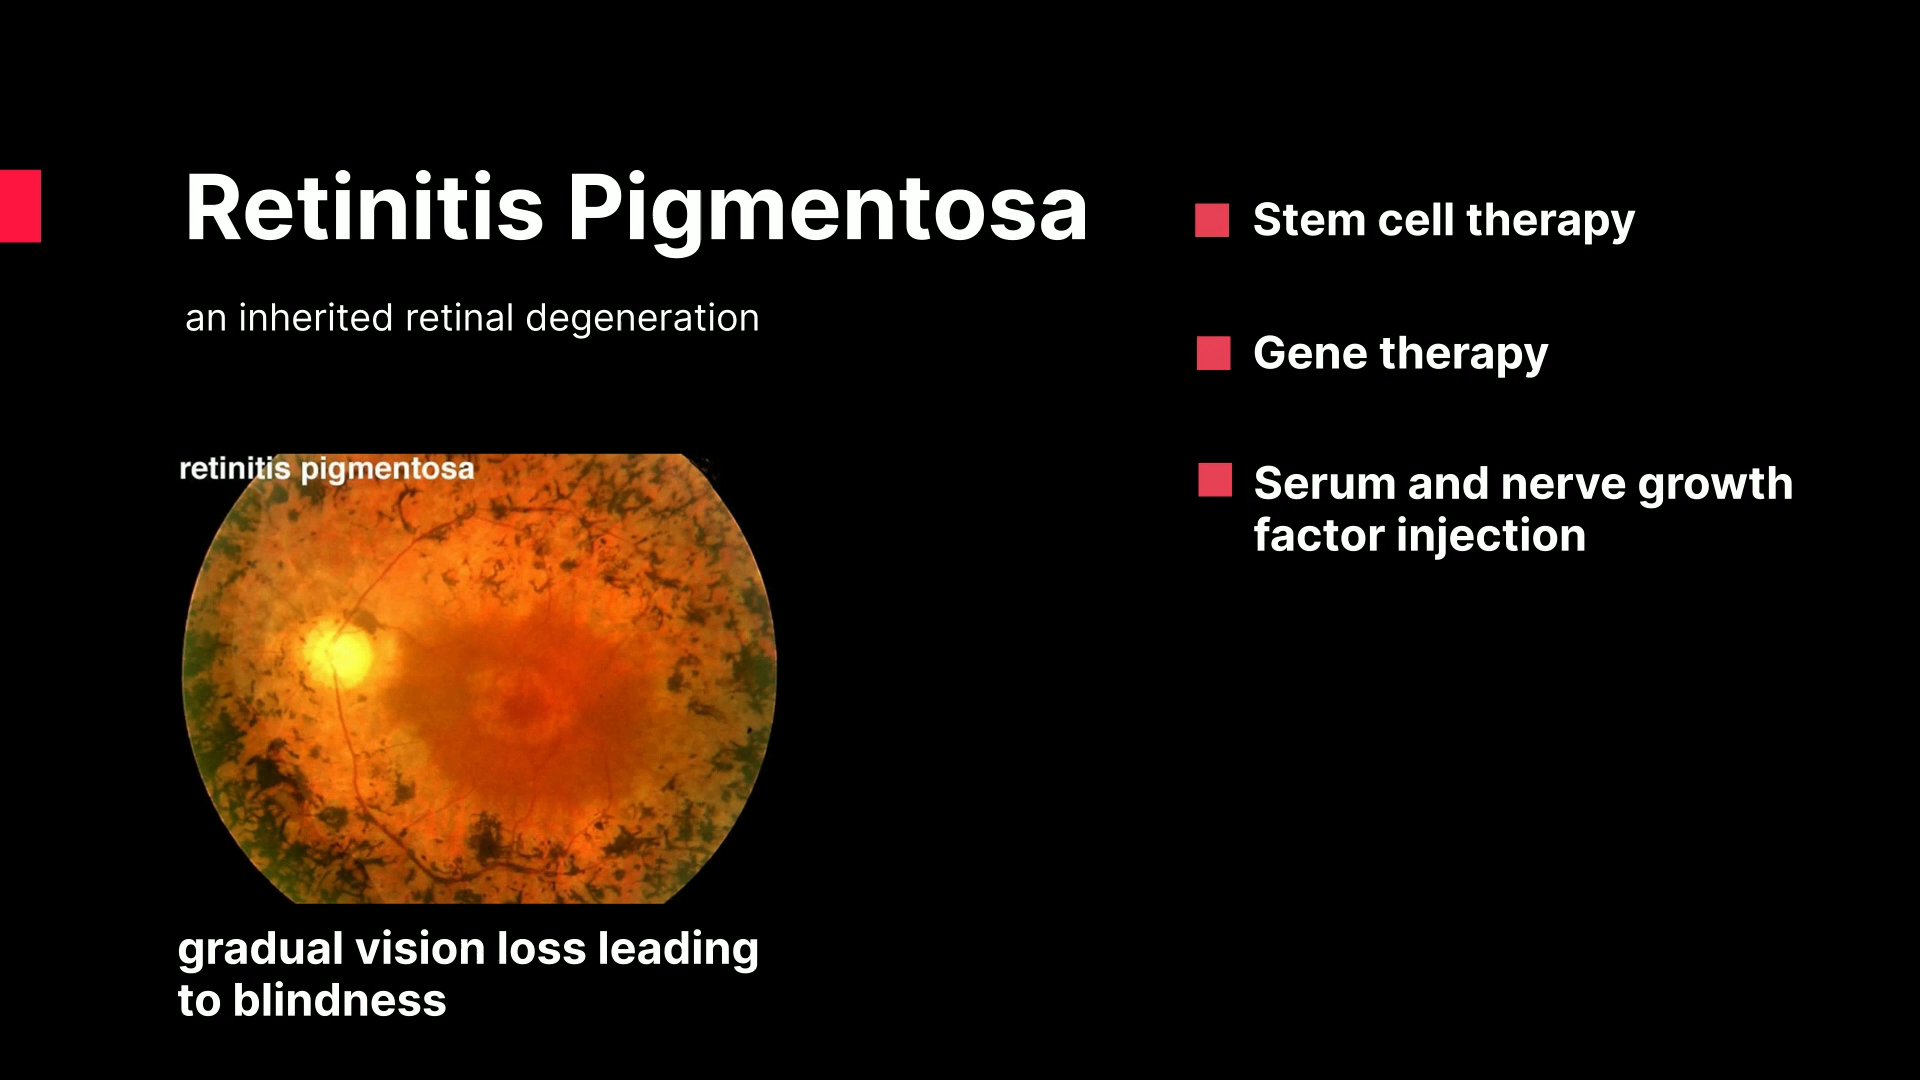 Retinitis Pigmentosa
an inherited retinal degeneration
retinitis pigmentosa
gradual vision loss leading
to blindness
Stem cell therapy
Gene therapy
Serum and nerve growth
factor injection